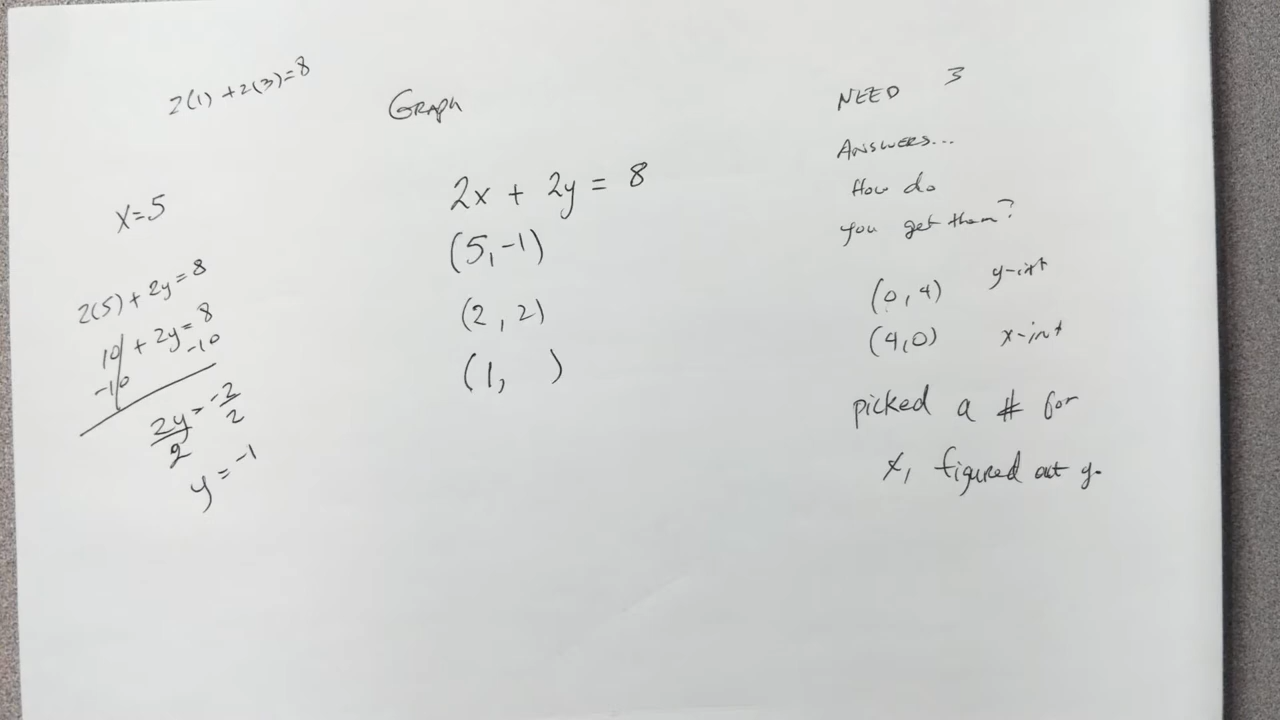 2(1) + 2(3) = 8
x=5
2(5) + 2y = 8
10 + 2y = 8
-10 -10
2y = -2
2 2
y = -1
GRAPH
2x + 2y = 8
(5, -1)
(2, 2)
(1, )
NEED 3
ANSWERS...
How do
you get them?
(0, 4) y-int
(4, 0) x-int
picked a # for
x, figured out y.